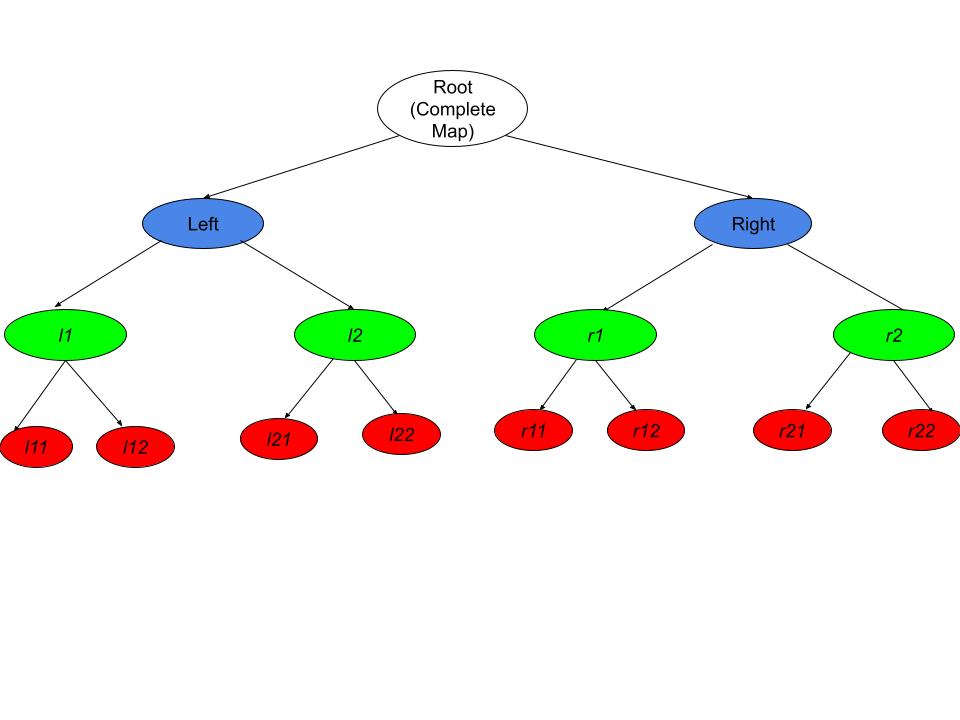 Root
(Complete
Map)
Left
Right
l1
l2
r1
r2
l11
l12
l21
l22
r11
r12
r21
r22